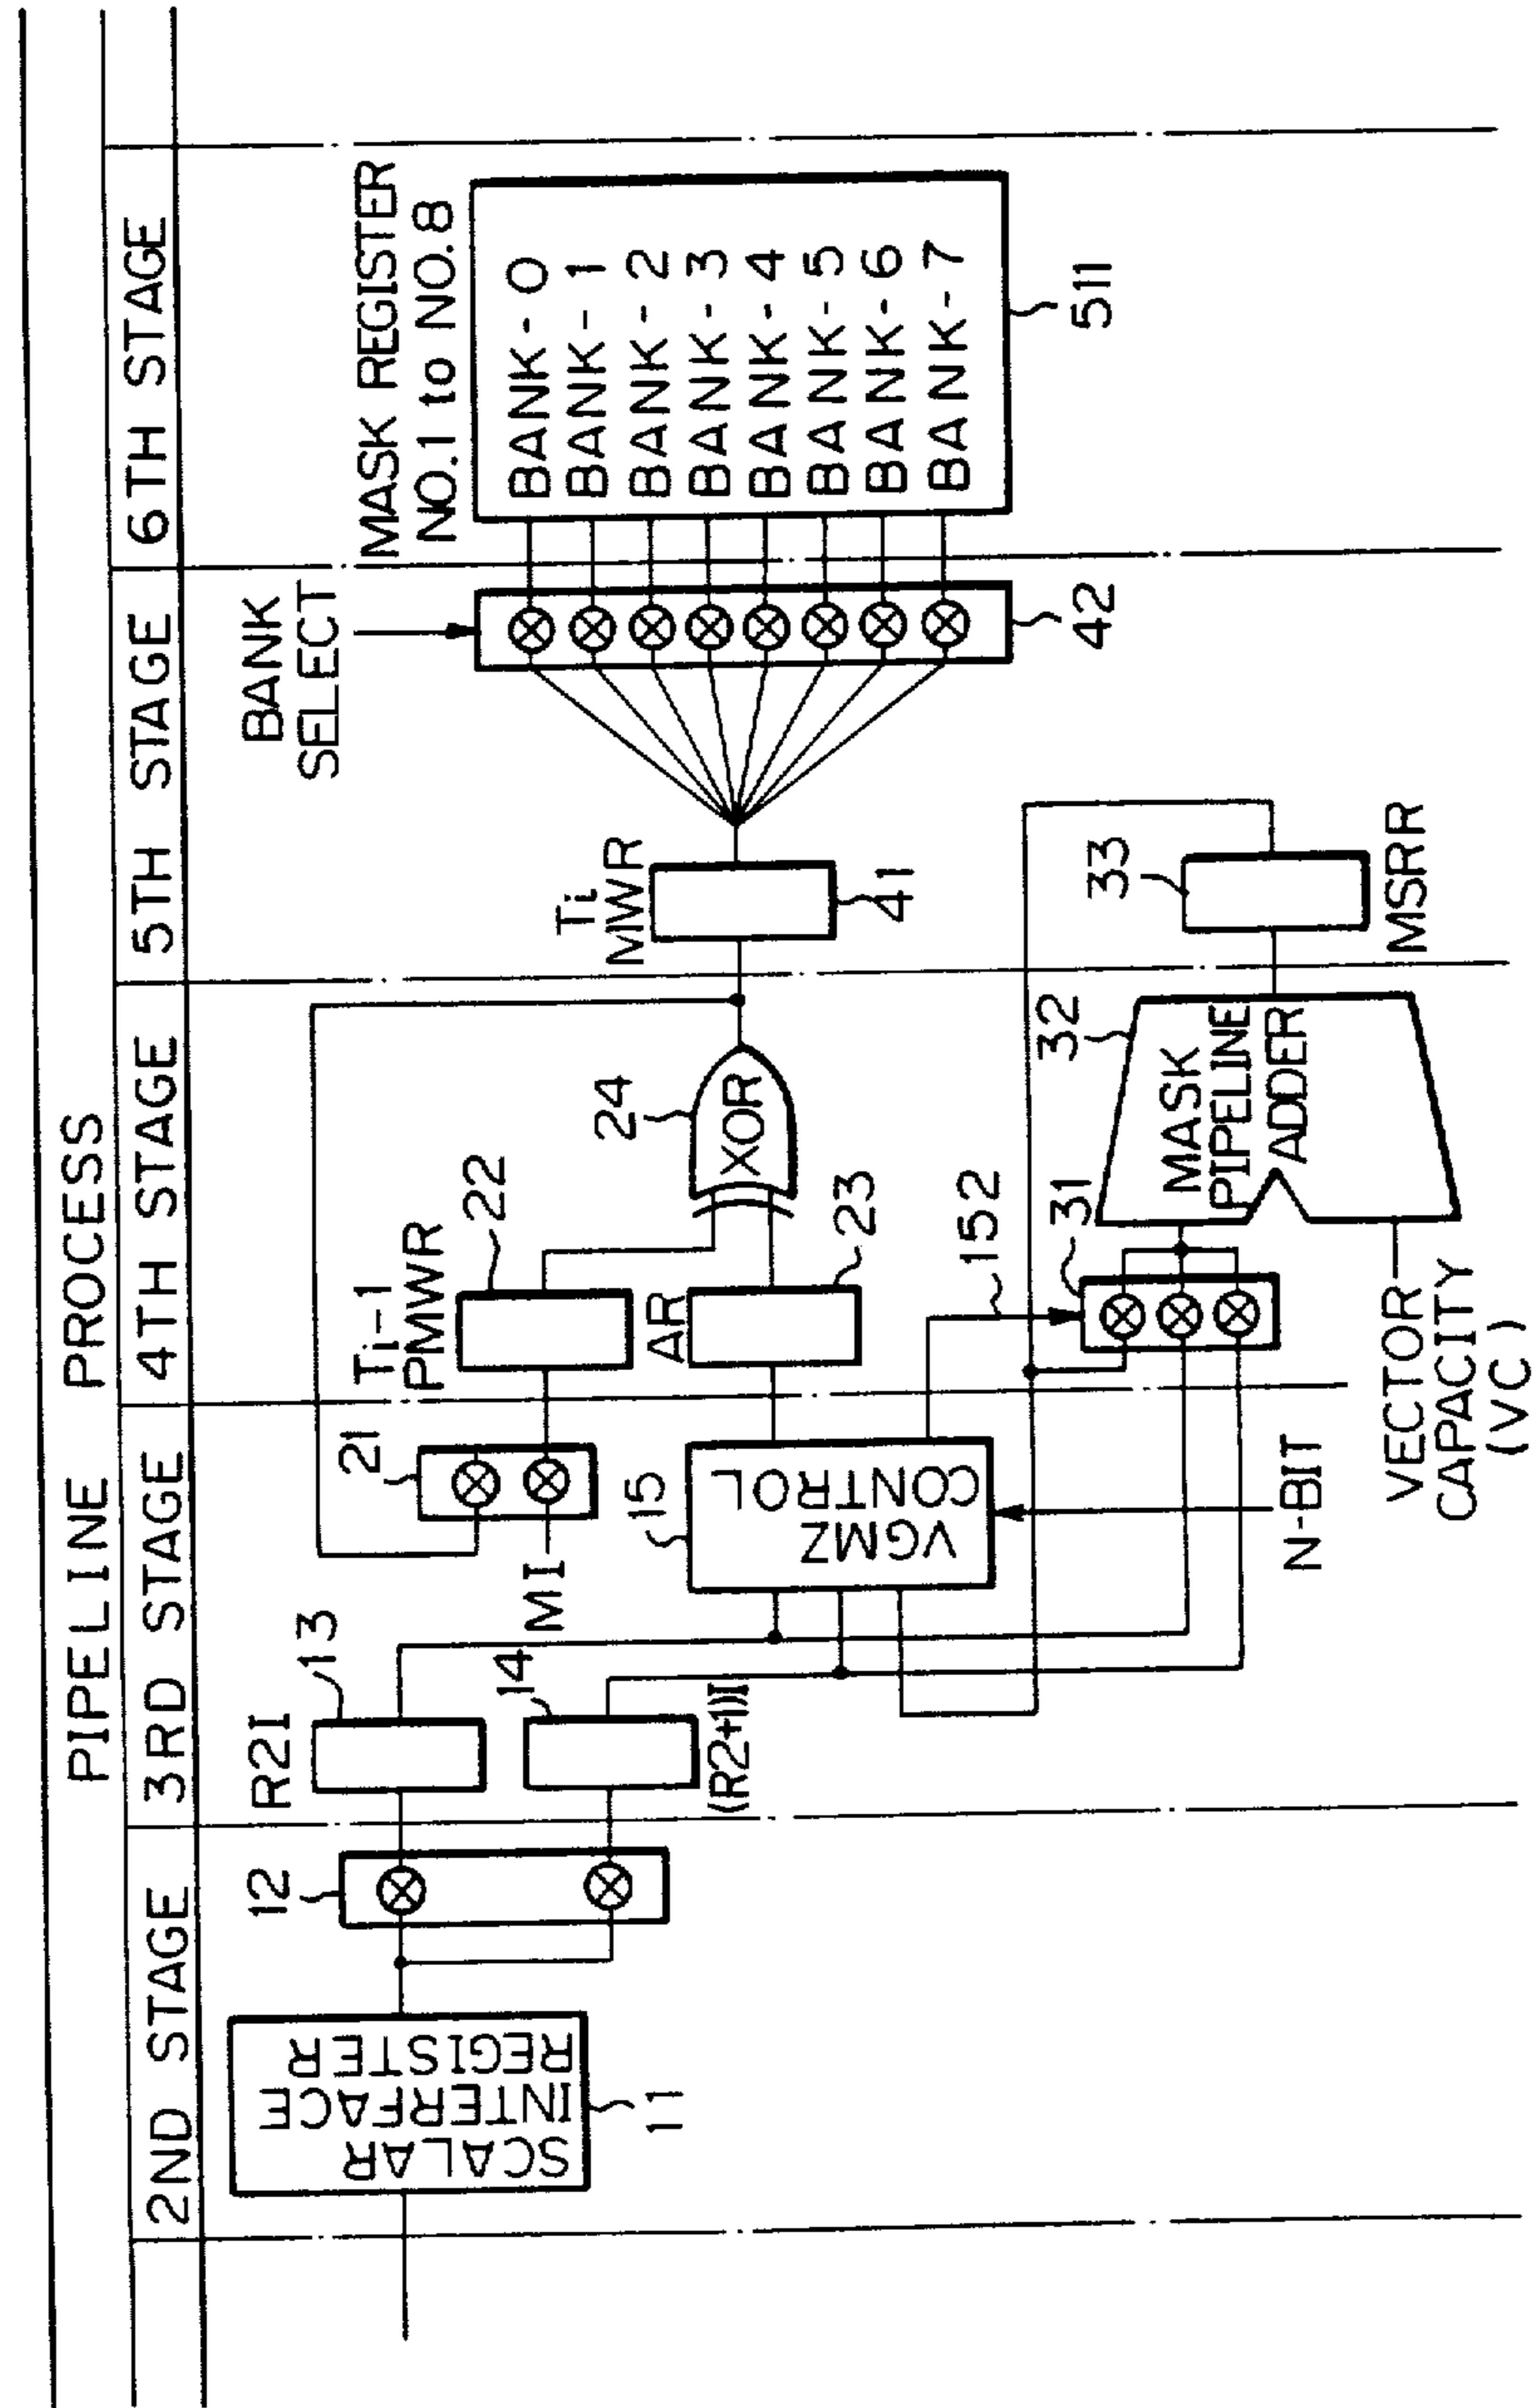 PIPELINE PROCESS
2ND STAGE
3RD STAGE
4TH STAGE
5TH STAGE
6TH STAGE
SCALAR
INTERFACE
REGISTER
11
12
R2I
13
14
(R2+1)I
MI
21
15
VGMZ
CONTROL
N-BIT
Ti-1
PMWR
22
AR
23
24
XOR
152
31
32
MASK
PIPELINE
ADDER
VECTOR
CAPACITY
(VC)
Ti
MWR
41
33
MSRR
BANK
SELECT
42
MASK REGISTER
NO.1 to NO.8
BANK-0
BANK-1
BANK-2
BANK-3
BANK-4
BANK-5
BANK-6
BANK-7
511